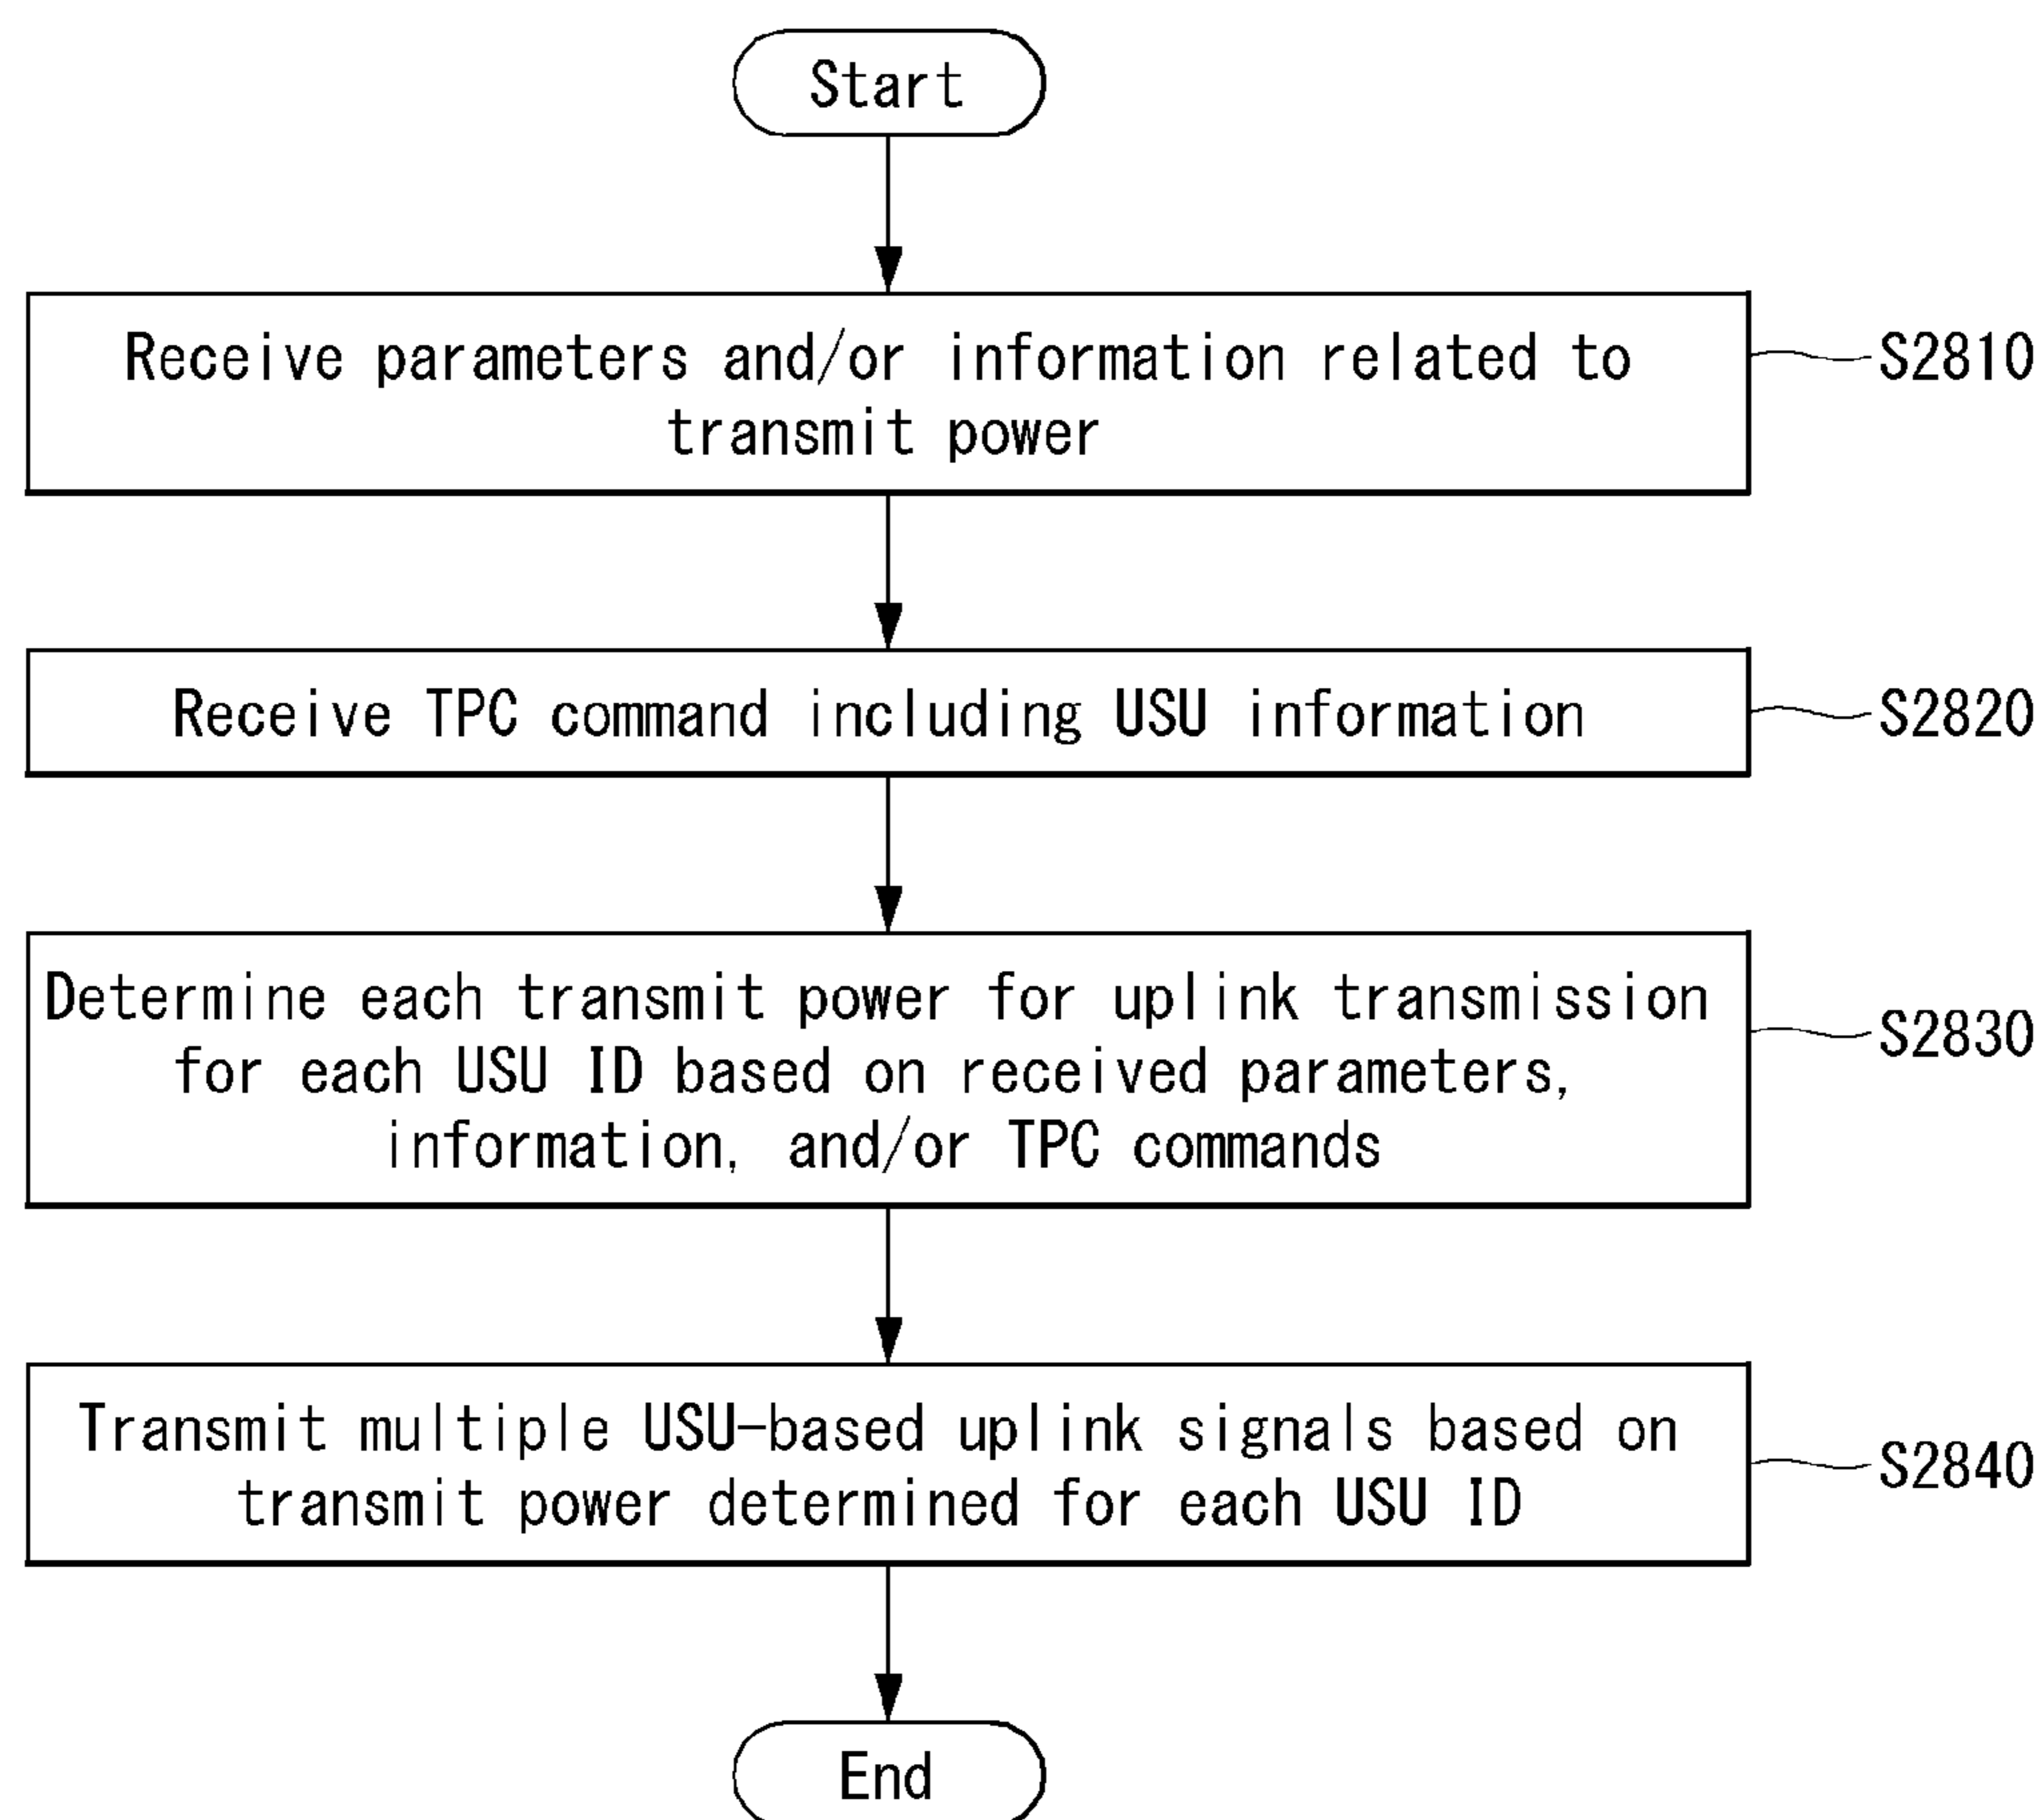 Start
Receive parameters and/or information related to
transmit power
S2810
Receive TPC command including USU information
S2820
Determine each transmit power for uplink transmission
for each USU ID based on received parameters,
information, and/or TPC commands
S2830
Transmit multiple USU-based uplink signals based on
transmit power determined for each USU ID
S2840
End